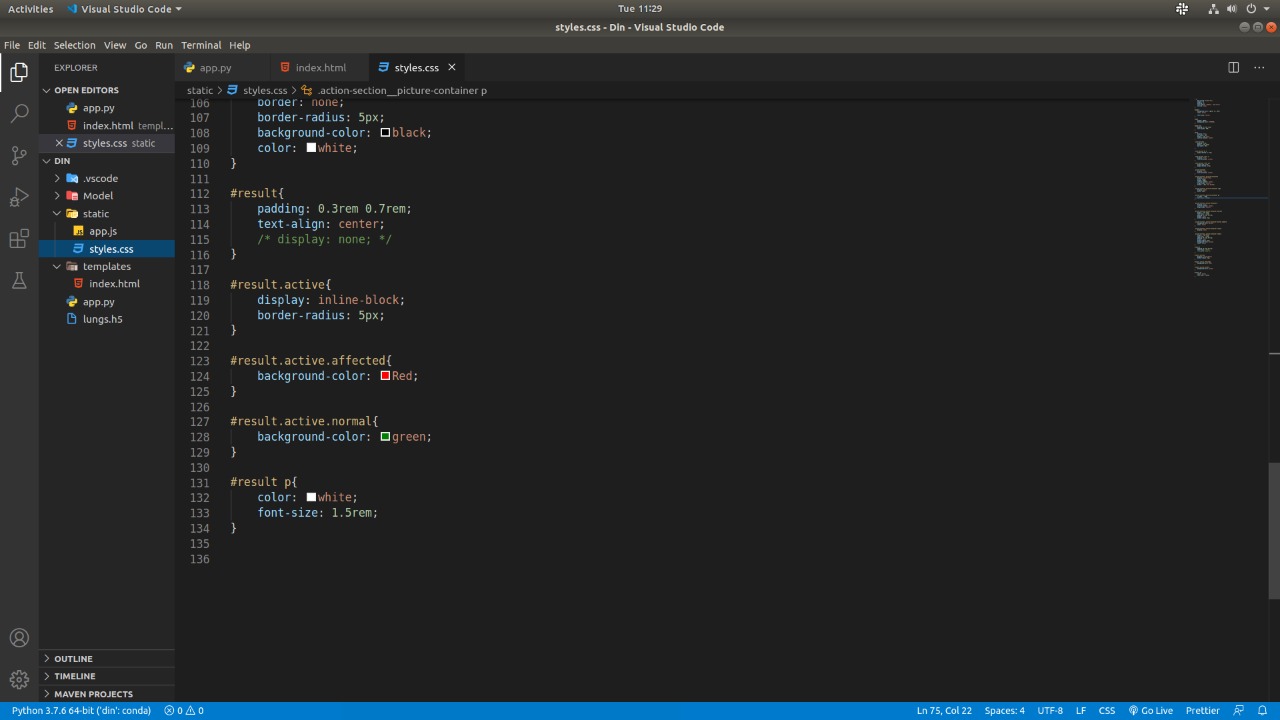 Activities Visual Studio Code Tue 11:29
styles.css - Din - Visual Studio Code
File Edit Selection View Go Run Terminal Help
EXPLORER
OPEN EDITORS
app.py
index.html templ...
styles.css static
DIN
.vscode
Model
static
app.js
styles.css
templates
index.html
app.py
lungs.h5
OUTLINE
TIMELINE
MAVEN PROJECTS
app.py index.html styles.css
static > styles.css > .action-section__picture-container p
106 border: none;
107 border-radius: 5px;
108 background-color: black;
109 color: white;
110 }
111
112 #result{
113 padding: 0.3rem 0.7rem;
114 text-align: center;
115 /* display: none; */
116 }
117
118 #result.active{
119 display: inline-block;
120 border-radius: 5px;
121 }
122
123 #result.active.affected{
124 background-color: Red;
125 }
126
127 #result.active.normal{
128 background-color: green;
129 }
130
131 #result p{
132 color: white;
133 font-size: 1.5rem;
134 }
135
136
Python 3.7.6 64-bit ('din': conda) 0 0 Ln 75, Col 22 Spaces: 4 UTF-8 LF CSS Go Live Prettier